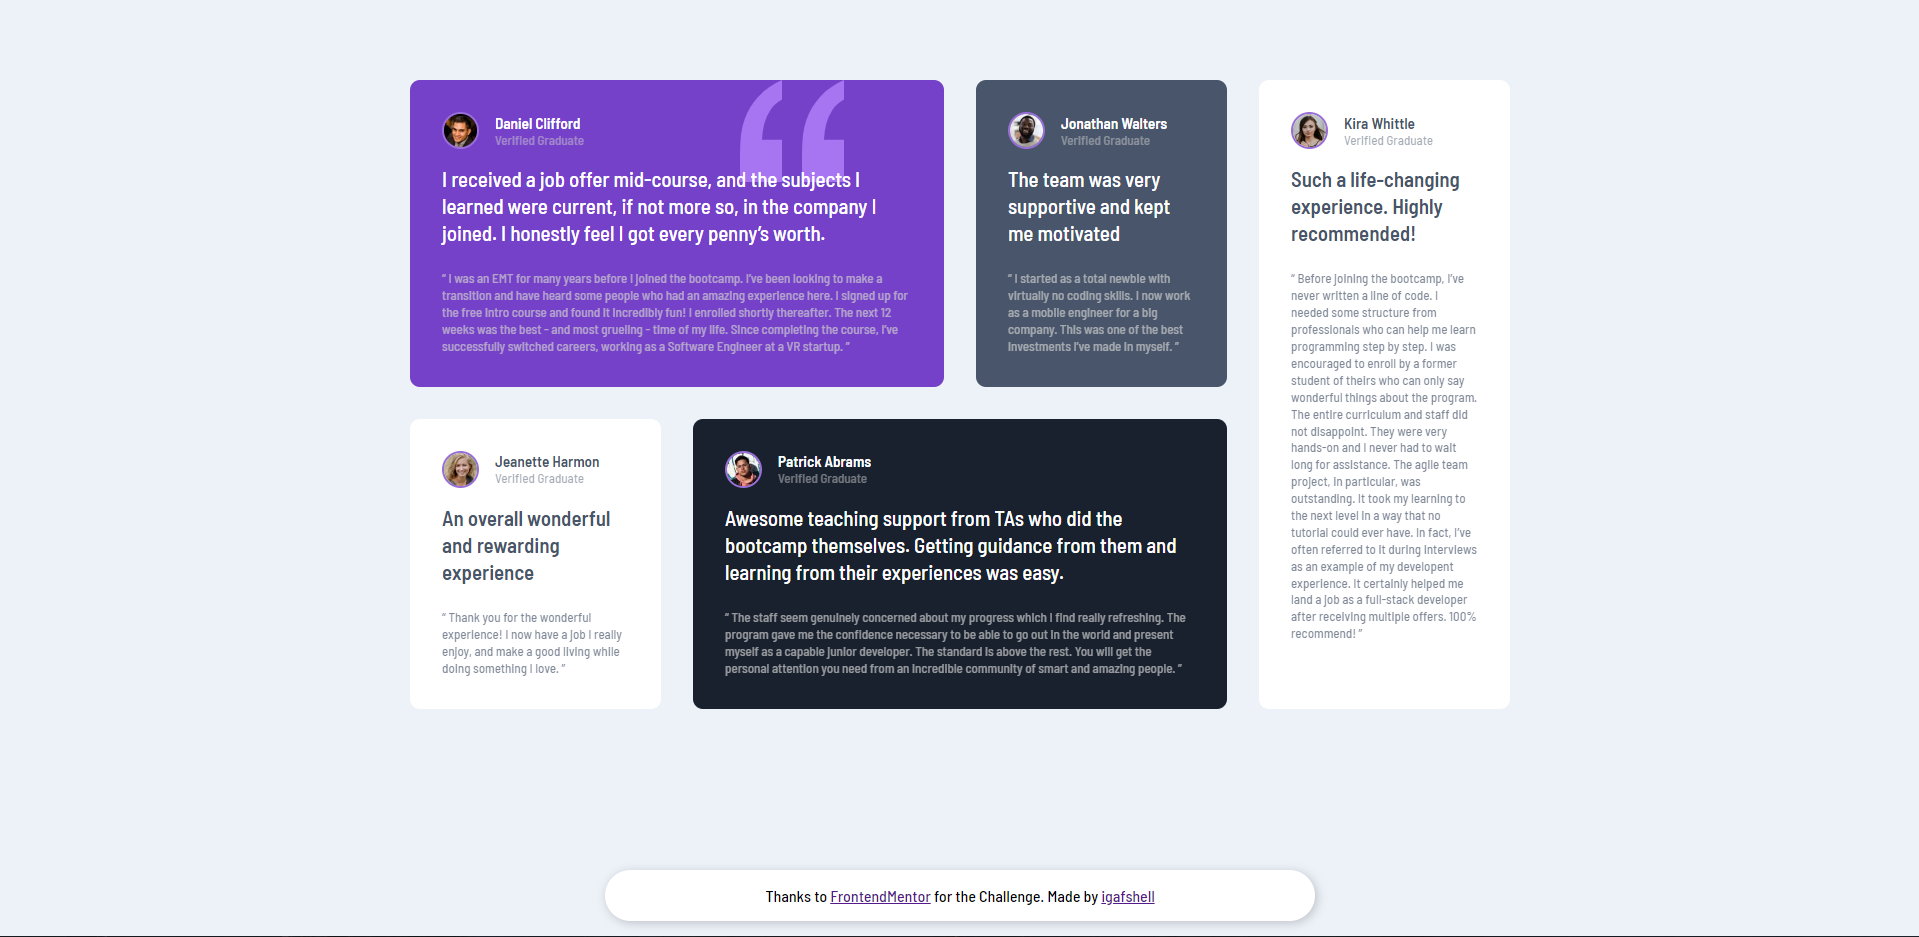 Daniel Clifford
Verified Graduate
I received a job offer mid-course, and the subjects I
learned were current, if not more so, in the company I
joined. I honestly feel I got every penny’s worth.
“ I was an EMT for many years before I joined the bootcamp. I’ve been looking to make a
transition and have heard some people who had an amazing experience here. I signed up for
the free intro course and found it incredibly fun! I enrolled shortly thereafter. The next 12
weeks was the best - and most grueling - time of my life. Since completing the course, I’ve
successfully switched careers, working as a Software Engineer at a VR startup. ”
Jonathan Walters
Verified Graduate
The team was very
supportive and kept
me motivated
“ I started as a total newbie with
virtually no coding skills. I now work
as a mobile engineer for a big
company. This was one of the best
investments I’ve made in myself. ”
Kira Whittle
Verified Graduate
Such a life-changing
experience. Highly
recommended!
“ Before joining the bootcamp, I’ve
never written a line of code. I
needed some structure from
professionals who can help me learn
programming step by step. I was
encouraged to enroll by a former
student of theirs who can only say
wonderful things about the program.
The entire curriculum and staff did
not disappoint. They were very
hands-on and I never had to wait
long for assistance. The agile team
project, in particular, was
outstanding. It took my learning to
the next level in a way that no
tutorial could ever have. In fact, I’ve
often referred to it during interviews
as an example of my developent
experience. It certainly helped me
land a job as a full-stack developer
after receiving multiple offers. 100%
recommend! ”
Jeanette Harmon
Verified Graduate
An overall wonderful
and rewarding
experience
“ Thank you for the wonderful
experience! I now have a job I really
enjoy, and make a good living while
doing something I love. ”
Patrick Abrams
Verified Graduate
Awesome teaching support from TAs who did the
bootcamp themselves. Getting guidance from them and
learning from their experiences was easy.
“ The staff seem genuinely concerned about my progress which I find really refreshing. The
program gave me the confidence necessary to be able to go out in the world and present
myself as a capable junior developer. The standard is above the rest. You will get the
personal attention you need from an incredible community of smart and amazing people. ”
Thanks to FrontendMentor for the Challenge. Made by igafshell